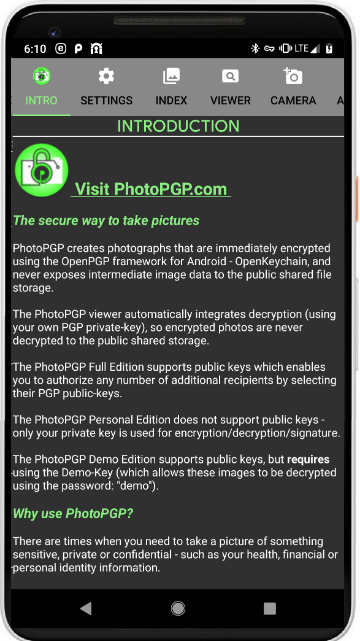 6:10 LTE
INTRO SETTINGS INDEX VIEWER CAMERA A
INTRODUCTION
Visit PhotoPGP.com
The secure way to take pictures
PhotoPGP creates photographs that are immediately encrypted
using the OpenPGP framework for Android - OpenKeychain, and
never exposes intermediate image data to the public shared file
storage.
The PhotoPGP viewer automatically integrates decryption (using
your own PGP private-key), so encrypted photos are never
decrypted to the public shared storage.
The PhotoPGP Full Edition supports public keys which enables
you to authorize any number of additional recipients by selecting
their PGP public-keys.
The PhotoPGP Personal Edition does not support public keys -
only your private key is used for encryption/decryption/signature.
The PhotoPGP Demo Edition supports public keys, but requires
using the Demo-Key (which allows these images to be decrypted
using the password: "demo").
Why use PhotoPGP?
There are times when you need to take a picture of something
sensitive, private or confidential - such as your health, financial or
personal identity information.